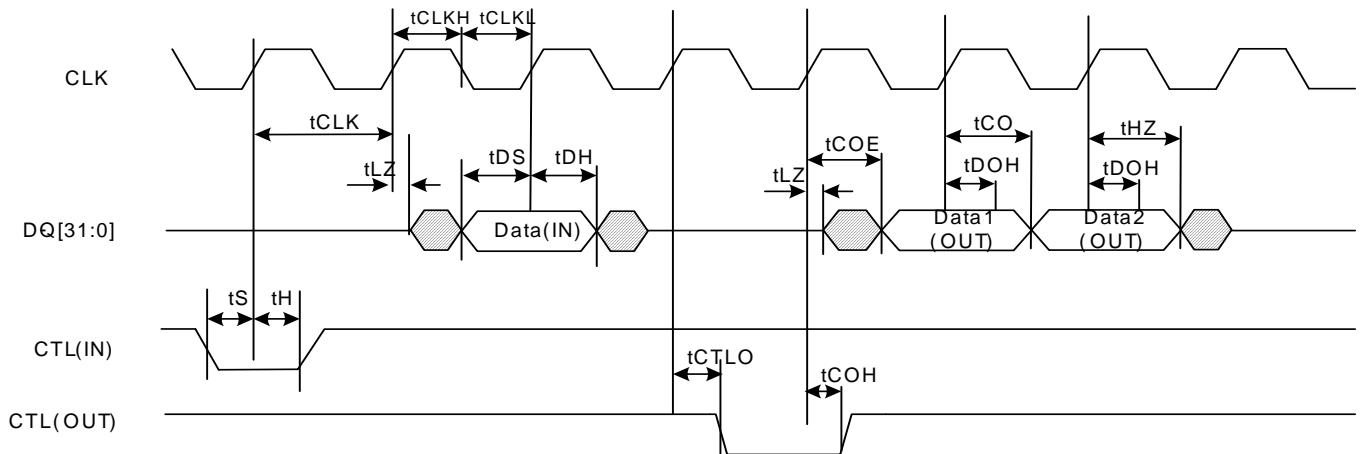 tCLKH tCLKL
CLK
tCLK
tCO tHZ
tCOE
tDS tDH
tLZ
tLZ
tDOH tDOH
DQ[31:0]
Data(IN)
Data1
(OUT)
Data2
(OUT)
tS tH
CTL(IN)
tCTLO
tCOH
CTL(OUT)